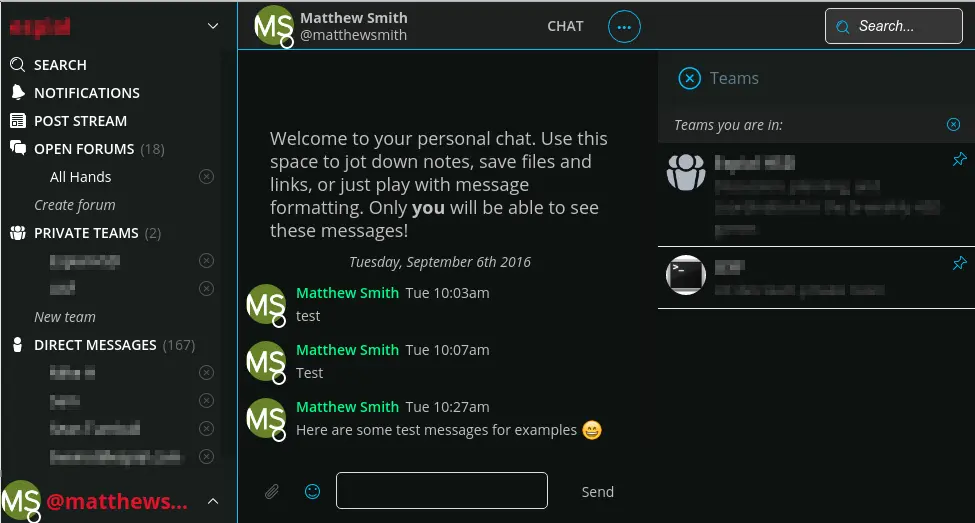 SEARCH
NOTIFICATIONS
POST STREAM
OPEN FORUMS (18)
All Hands
Create forum
PRIVATE TEAMS (2)
New team
DIRECT MESSAGES (167)
MS @matthews...
MS Matthew Smith
@matthewsmith
CHAT
Search...
Welcome to your personal chat. Use this
space to jot down notes, save files and
links, or just play with message
formatting. Only you will be able to see
these messages!
Tuesday, September 6th 2016
MS Matthew Smith Tue 10:03am
test
MS Matthew Smith Tue 10:07am
Test
MS Matthew Smith Tue 10:27am
Here are some test messages for examples 😄
Send
Teams
Teams you are in:
>_